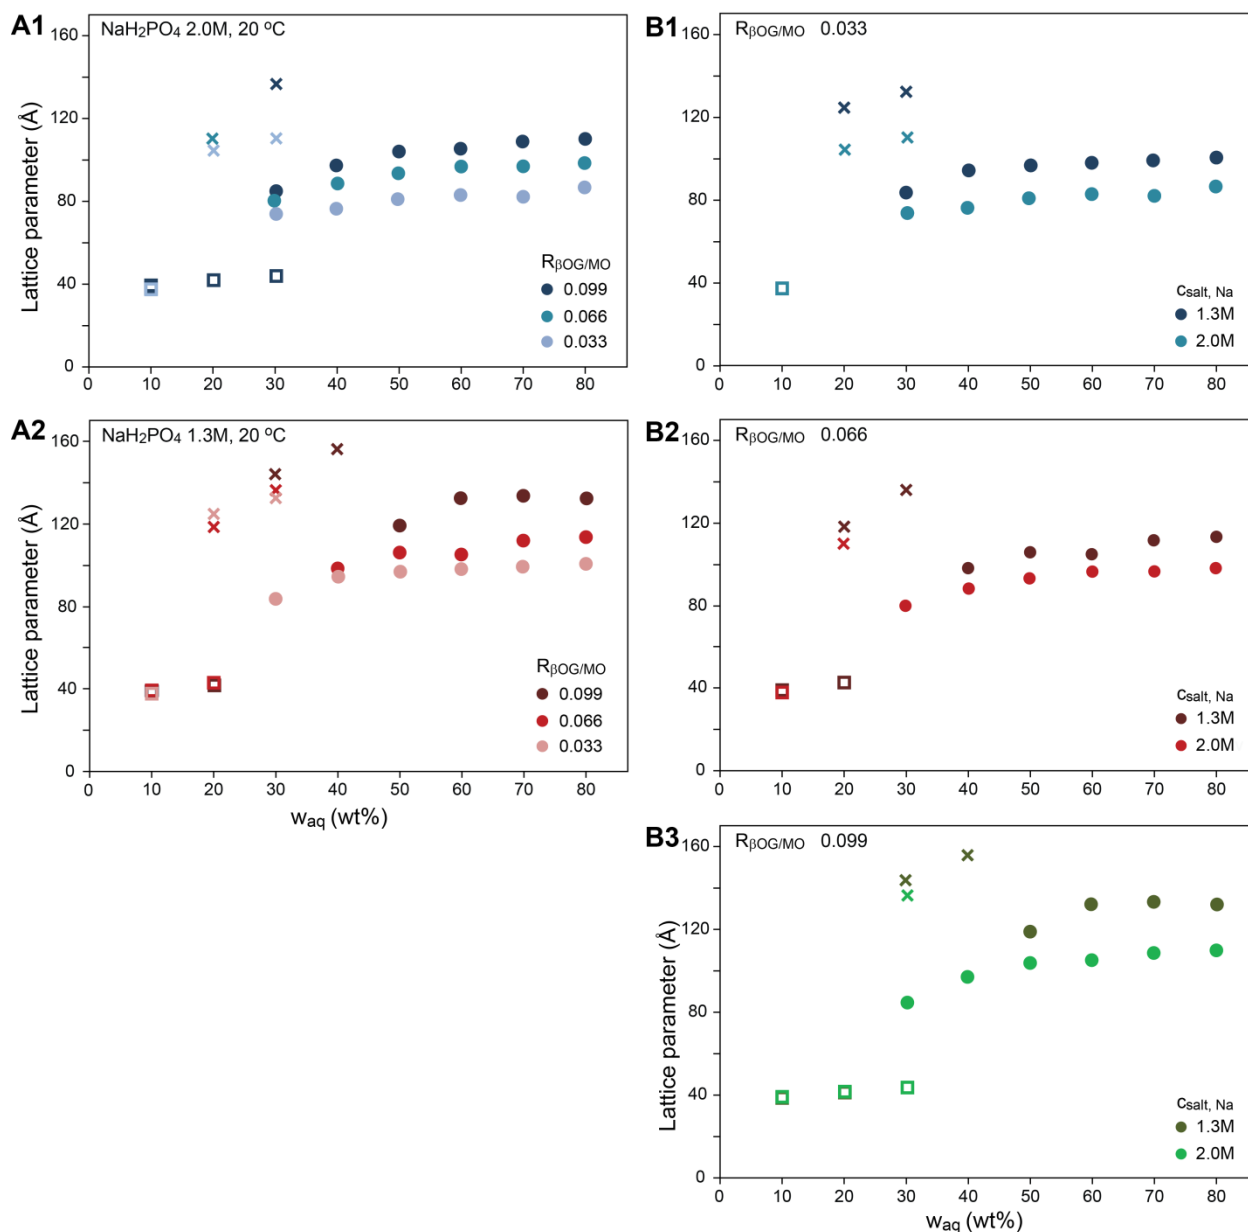 A1
NaH₂PO₄ 2.0M, 20 ºC
160
120
80
40
0
Lattice parameter (Å)
0 10 20 30 40 50 60 70 80
RβOG/MO
0.099
0.066
0.033
B1
RβOG/MO 0.033
160
120
80
40
0
0 10 20 30 40 50 60 70 80
csalt, Na
1.3M
2.0M
A2
NaH₂PO₄ 1.3M, 20 ºC
160
120
80
40
0
Lattice parameter (Å)
0 10 20 30 40 50 60 70 80
waq (wt%)
RβOG/MO
0.099
0.066
0.033
B2
RβOG/MO 0.066
160
120
80
40
0
0 10 20 30 40 50 60 70 80
csalt, Na
1.3M
2.0M
B3
RβOG/MO 0.099
160
120
80
40
0
Lattice parameter (Å)
0 10 20 30 40 50 60 70 80
waq (wt%)
csalt, Na
1.3M
2.0M